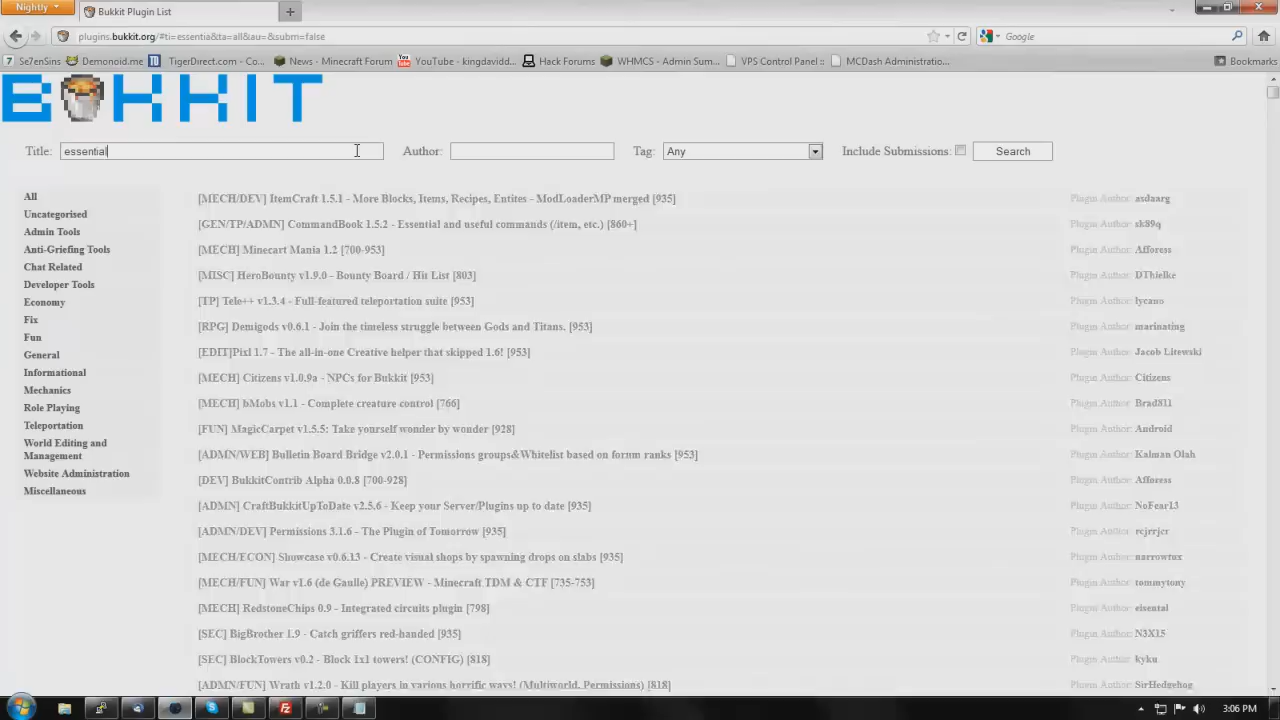 Nightly
Bukkit Plugin List
plugins.bukkit.org/#ti=essentia&ta=all&au=&subm=false
Google
Se7enSins
Demonoid.me
TigerDirect.com - Co...
News - Minecraft Forum
YouTube - kingdavidd...
Hack Forums
WHMCS - Admin Sum...
VPS Control Panel ::
MCDash Administratio...
Bookmarks
BUKKIT
Title: essential Author: Tag: Any Include Submissions: Search
All
Uncategorised
Admin Tools
Anti-Griefing Tools
Chat Related
Developer Tools
Economy
Fix
Fun
General
Informational
Mechanics
Role Playing
Teleportation
World Editing and
Management
Website Administration
Miscellaneous
[MECH/DEV] ItemCraft 1.5.1 - More Blocks, Items, Recipes, Entites - ModLoaderMP merged [935] Plugin Author: asdaarg
[GEN/TP/ADMN] CommandBook 1.5.2 - Essential and useful commands (/item, etc.) [860+] Plugin Author: sk89q
[MECH] Minecart Mania 1.2 [700-953] Plugin Author: Afforess
[MISC] HeroBounty v1.9.0 - Bounty Board / Hit List [803] Plugin Author: DThielke
[TP] Tele++ v1.3.4 - Full-featured teleportation suite [953] Plugin Author: lycano
[RPG] Demigods v0.6.1 - Join the timeless struggle between Gods and Titans. [953] Plugin Author: marinating
[EDIT]Pixl 1.7 - The all-in-one Creative helper that skipped 1.6! [953] Plugin Author: Jacob Litewski
[MECH] Citizens v1.0.9a - NPCs for Bukkit [953] Plugin Author: Citizens
[MECH] bMobs v1.1 - Complete creature control [766] Plugin Author: Brad811
[FUN] MagicCarpet v1.5.5: Take yourself wonder by wonder [928] Plugin Author: Android
[ADMN/WEB] Bulletin Board Bridge v2.0.1 - Permissions groups&Whitelist based on forum ranks [953] Plugin Author: Kalman Olah
[DEV] BukkitContrib Alpha 0.0.8 [700-928] Plugin Author: Afforess
[ADMN] CraftBukkitUpToDate v2.5.6 - Keep your Server/Plugins up to date [935] Plugin Author: NoFear13
[ADMN/DEV] Permissions 3.1.6 - The Plugin of Tomorrow [935] Plugin Author: rcjrrjcr
[MECH/ECON] Showcase v0.6.13 - Create visual shops by spawning drops on slabs [935] Plugin Author: narrowtux
[MECH/FUN] War v1.6 (de Gaulle) PREVIEW - Minecraft TDM & CTF [735-753] Plugin Author: tommytony
[MECH] RedstoneChips 0.9 - Integrated circuits plugin [798] Plugin Author: eisental
[SEC] BigBrother 1.9 - Catch griffers red-handed [935] Plugin Author: N3X15
[SEC] BlockTowers v0.2 - Block 1x1 towers! (CONFIG) [818] Plugin Author: kyku
[ADMN/FUN] Wrath v1.2.0 - Kill players in various horrific ways! (Multiworld, Permissions) [818] Plugin Author: SirHedgehog
3:06 PM